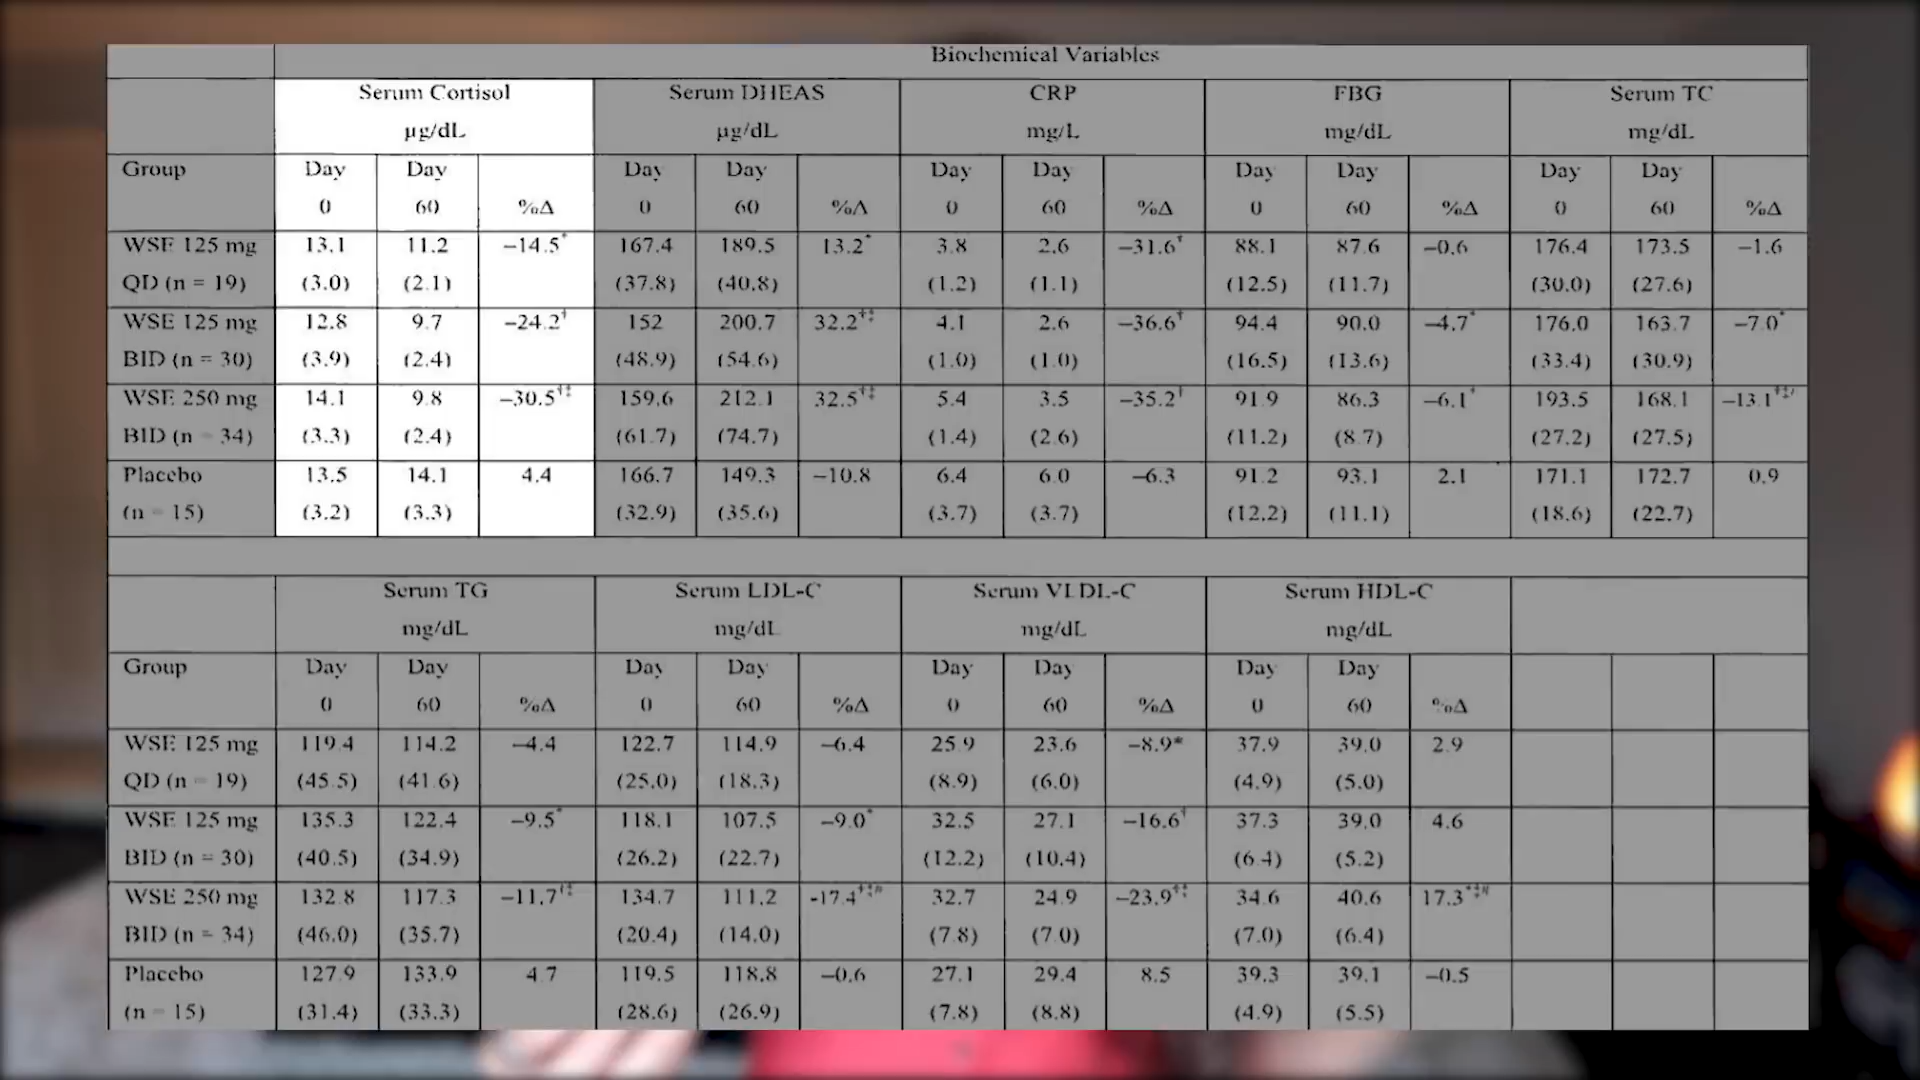 Biochemical Variables
Serum Cortisol Serum DHEAS CRP FBG Serum TC
µg/dL µg/dL mg/L mg/dL mg/dL
Group Day Day Day Day Day Day Day Day Day Day
0 60 %Δ 0 60 %Δ 0 60 %Δ 0 60 %Δ 0 60 %Δ
WSE 125 mg 13.1 11.2 −14.5* 167.4 189.5 13.2* 3.8 2.6 −31.6† 88.1 87.6 −0.6 176.4 173.5 −1.6
QD (n = 19) (3.0) (2.1) (37.8) (40.8) (1.2) (1.1) (12.5) (11.7) (30.0) (27.6)
WSE 125 mg 12.8 9.7 −24.2† 152 200.7 32.2†‡ 4.1 2.6 −36.6† 94.4 90.0 −4.7* 176.0 163.7 −7.0*
BID (n = 30) (3.9) (2.4) (48.9) (54.6) (1.0) (1.0) (16.5) (13.6) (33.4) (30.9)
WSE 250 mg 14.1 9.8 −30.5†‡ 159.6 212.1 32.5†‡ 5.4 3.5 −35.2† 91.9 86.3 −6.1 193.5 168.1 −13.1
BID (n = 34) (3.3) (2.4) (61.7) (74.7) (1.4) (2.6) (11.2) (8.7) (27.2) (27.5)
Placebo 13.5 14.1 4.4 166.7 149.3 −10.8 6.4 6.0 −6.3 91.2 93.1 2.1 171.1 172.7 0.9
(n = 15) (3.2) (3.3) (32.9) (35.6) (3.7) (3.7) (12.2) (11.1) (18.6) (22.7)
Serum TG Serum LDL-C Serum VLDL-C Serum HDL-C
mg/dL mg/dL mg/dL mg/dL
Group Day Day Day Day Day Day Day Day
0 60 %Δ 0 60 %Δ 0 60 %Δ 0 60 %Δ
WSE 125 mg 119.4 114.2 −4.4 122.7 114.9 −6.4 25.9 23.6 −8.9* 37.9 39.0 2.9
QD (n = 19) (45.5) (41.6) (25.0) (18.3) (8.9) (6.0) (4.9) (5.0)
WSE 125 mg 135.3 122.4 −9.5* 118.1 107.5 −9.0* 32.5 27.1 −16.6† 37.3 39.0 4.6
BID (n = 30) (40.5) (34.9) (26.2) (22.7) (12.2) (10.4) (6.4) (5.2)
WSE 250 mg 132.8 117.3 −11.7 134.7 111.2 -17.4 32.7 24.9 −23.9†‡ 34.6 40.6 17.3
BID (n = 34) (46.0) (35.7) (20.4) (14.0) (7.8) (7.0) (7.0) (6.4)
Placebo 127.9 133.9 4.7 119.5 118.8 −0.6 27.1 29.4 8.5 39.3 39.1 −0.5
(n = 15) (31.4) (33.3) (28.6) (26.9) (7.8) (8.8) (4.9) (5.5)